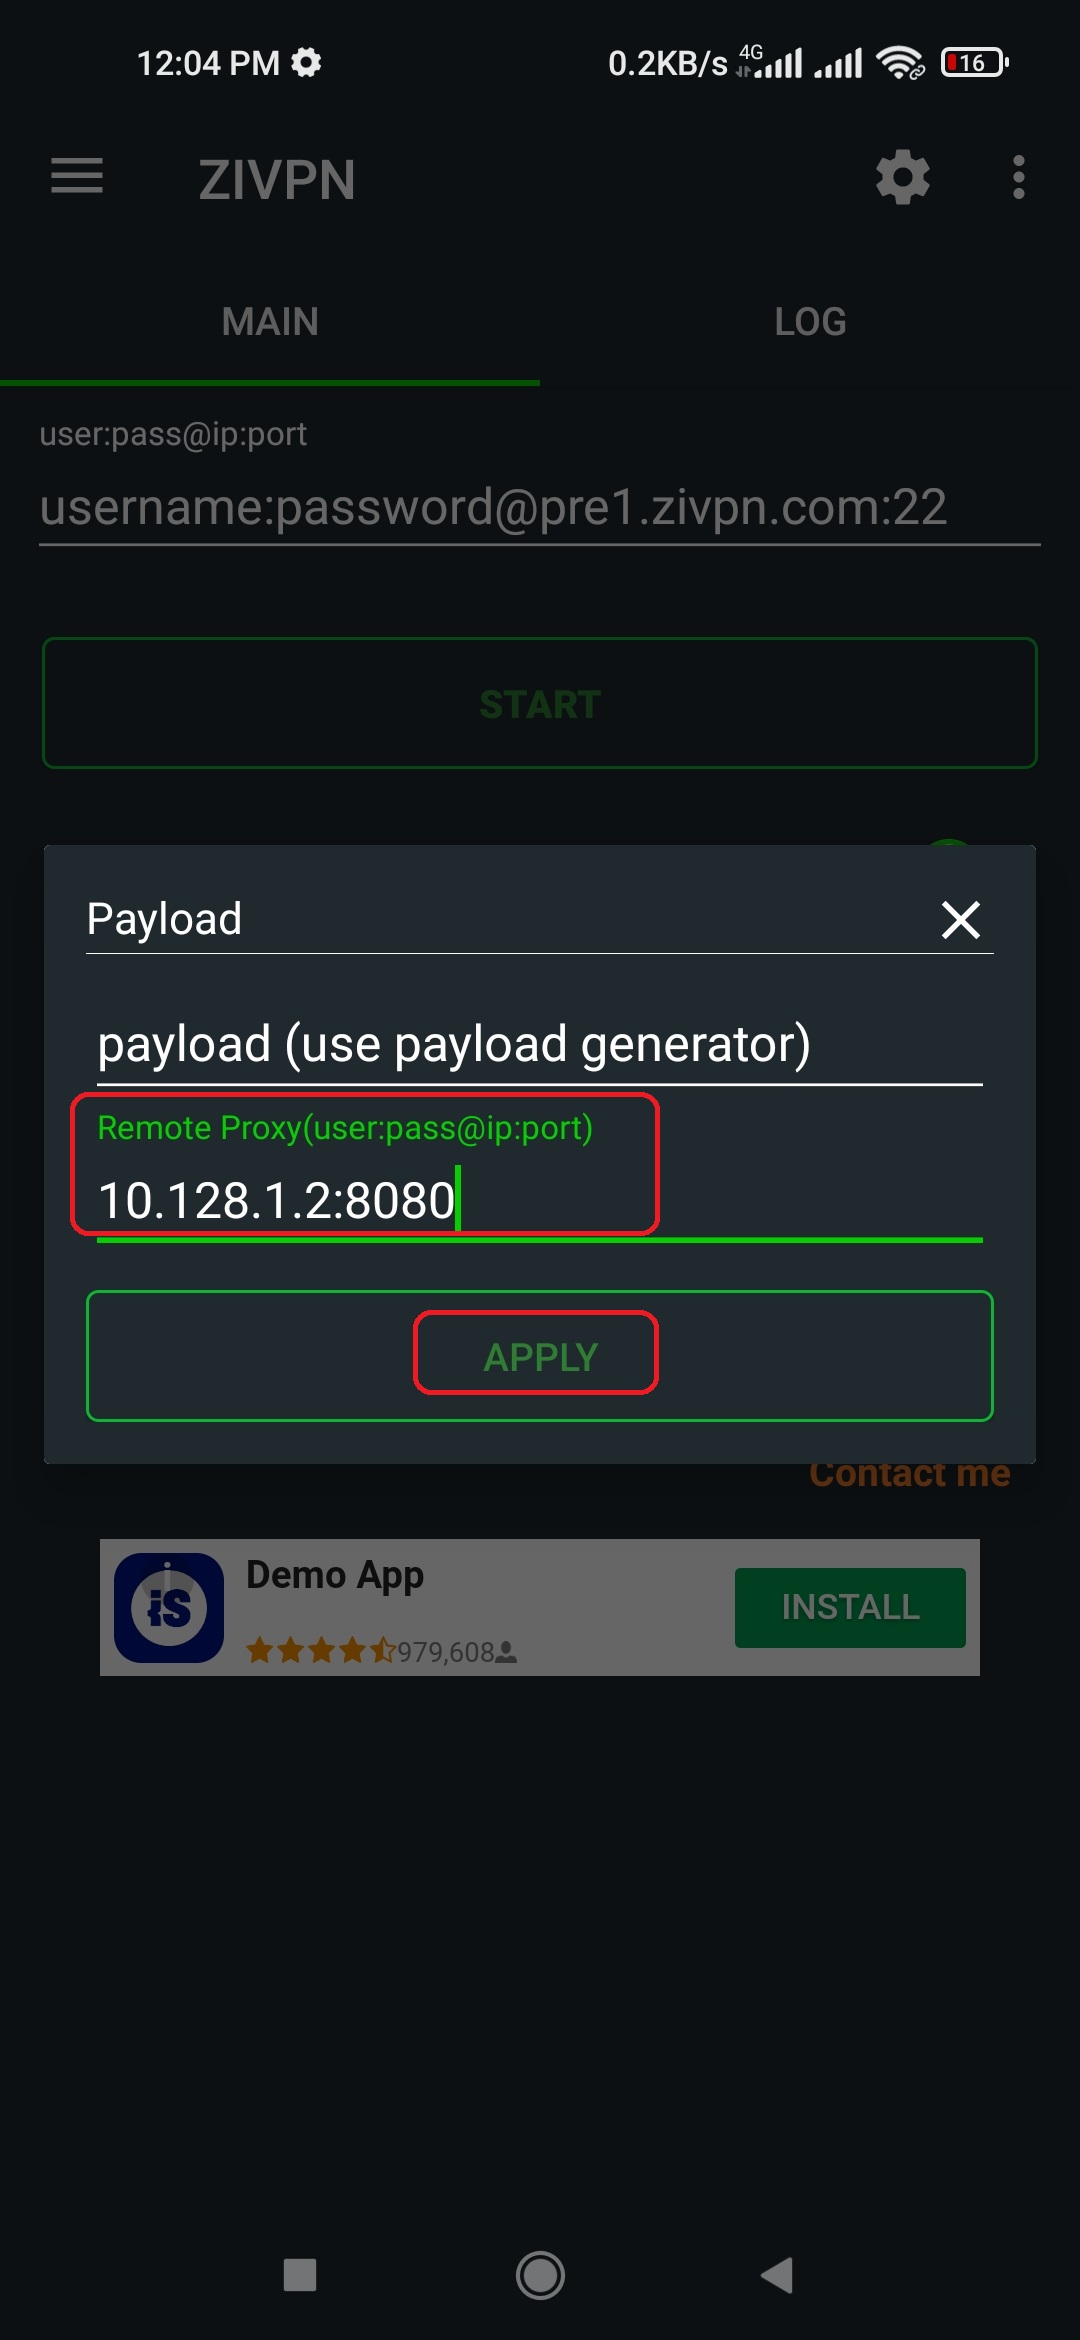 12:04 PM 0.2KB/s 4G 16
ZIVPN
MAIN LOG
user:pass@ip:port
username:password@pre1.zivpn.com:22
START
Payload
payload (use payload generator)
Remote Proxy(user:pass@ip:port)
10.128.1.2:8080
APPLY
Contact me
iS Demo App
INSTALL
979,608